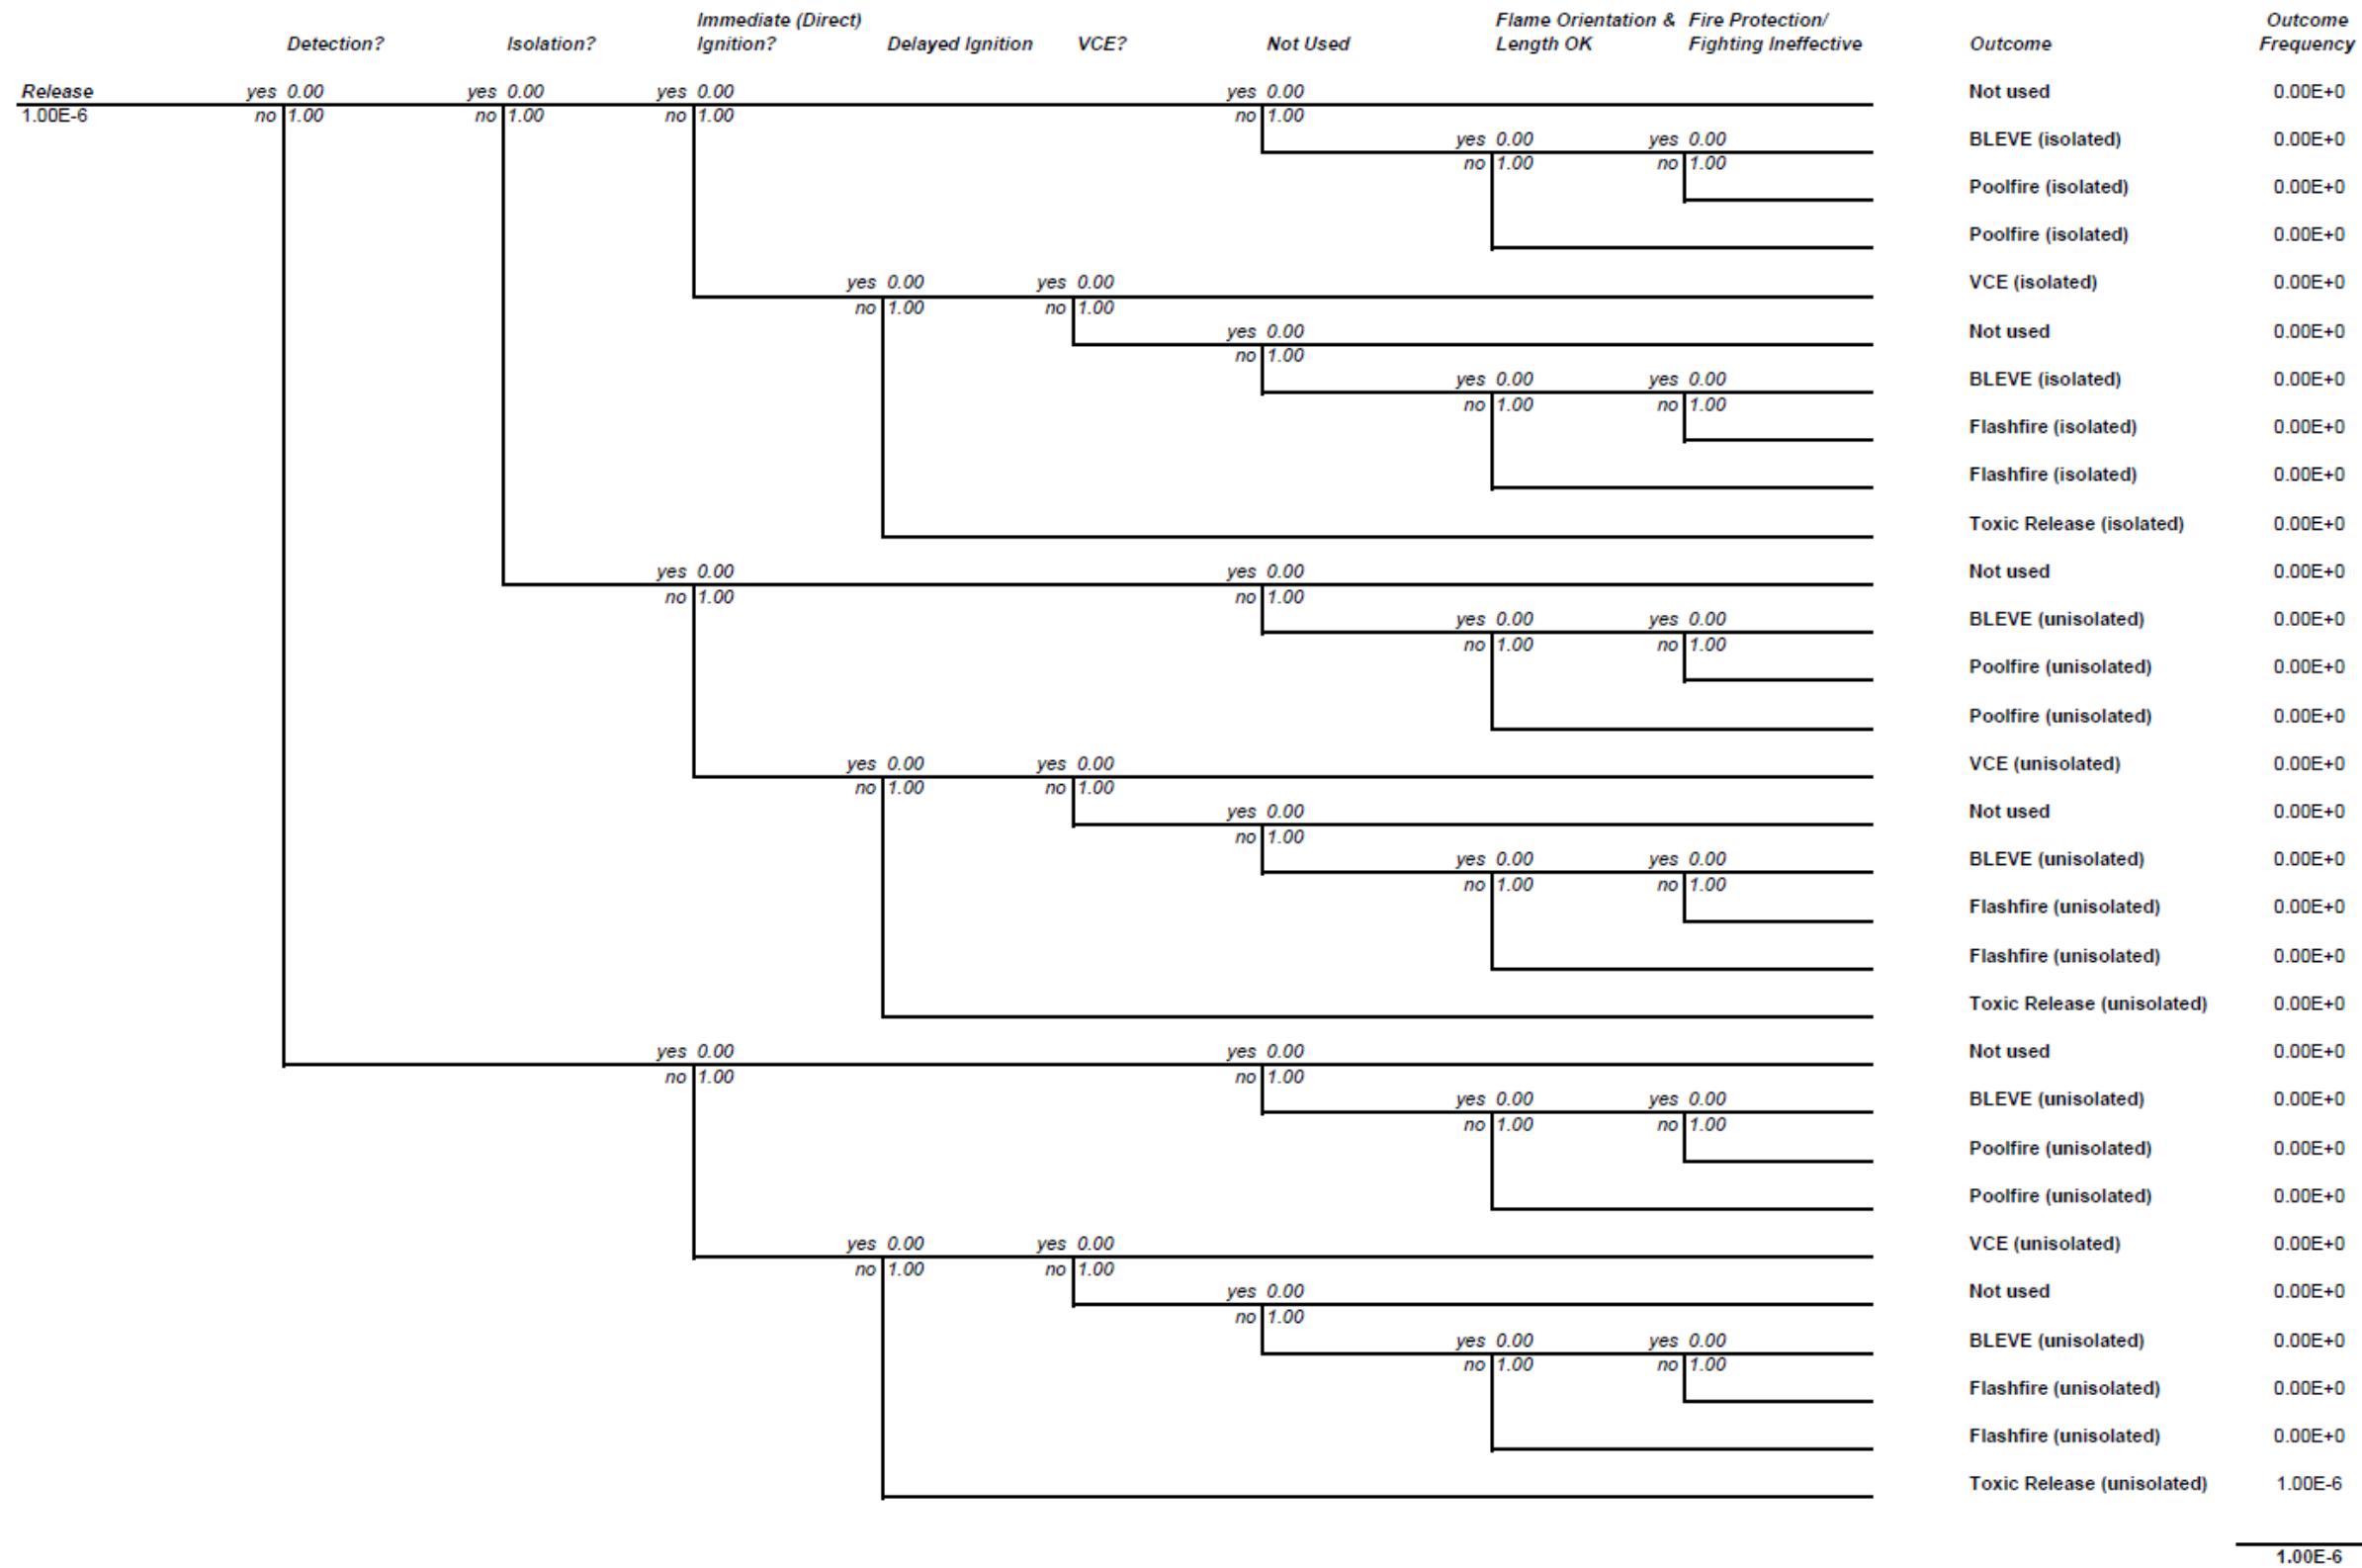 Immediate (Direct) Flame Orientation & Fire Protection/ Outcome
Detection? Isolation? Ignition? Delayed Ignition VCE? Not Used Length OK Fighting Ineffective Outcome Frequency
Release yes 0.00 yes 0.00 yes 0.00 yes 0.00 Not used 0.00E+0
1.00E-6 no 1.00 no 1.00 no 1.00 no 1.00
yes 0.00 yes 0.00 BLEVE (isolated) 0.00E+0
no 1.00 no 1.00
Poolfire (isolated) 0.00E+0
Poolfire (isolated) 0.00E+0
yes 0.00 yes 0.00 VCE (isolated) 0.00E+0
no 1.00 no 1.00
yes 0.00 Not used 0.00E+0
no 1.00
yes 0.00 yes 0.00 BLEVE (isolated) 0.00E+0
no 1.00 no 1.00
Flashfire (isolated) 0.00E+0
Flashfire (isolated) 0.00E+0
Toxic Release (isolated) 0.00E+0
yes 0.00 yes 0.00 Not used 0.00E+0
no 1.00 no 1.00
yes 0.00 yes 0.00 BLEVE (unisolated) 0.00E+0
no 1.00 no 1.00
Poolfire (unisolated) 0.00E+0
Poolfire (unisolated) 0.00E+0
yes 0.00 yes 0.00 VCE (unisolated) 0.00E+0
no 1.00 no 1.00
yes 0.00 Not used 0.00E+0
no 1.00
yes 0.00 yes 0.00 BLEVE (unisolated) 0.00E+0
no 1.00 no 1.00
Flashfire (unisolated) 0.00E+0
Flashfire (unisolated) 0.00E+0
Toxic Release (unisolated) 0.00E+0
yes 0.00 yes 0.00 Not used 0.00E+0
no 1.00 no 1.00
yes 0.00 yes 0.00 BLEVE (unisolated) 0.00E+0
no 1.00 no 1.00
Poolfire (unisolated) 0.00E+0
Poolfire (unisolated) 0.00E+0
yes 0.00 yes 0.00 VCE (unisolated) 0.00E+0
no 1.00 no 1.00
yes 0.00 Not used 0.00E+0
no 1.00
yes 0.00 yes 0.00 BLEVE (unisolated) 0.00E+0
no 1.00 no 1.00
Flashfire (unisolated) 0.00E+0
Flashfire (unisolated) 0.00E+0
Toxic Release (unisolated) 1.00E-6
1.00E-6